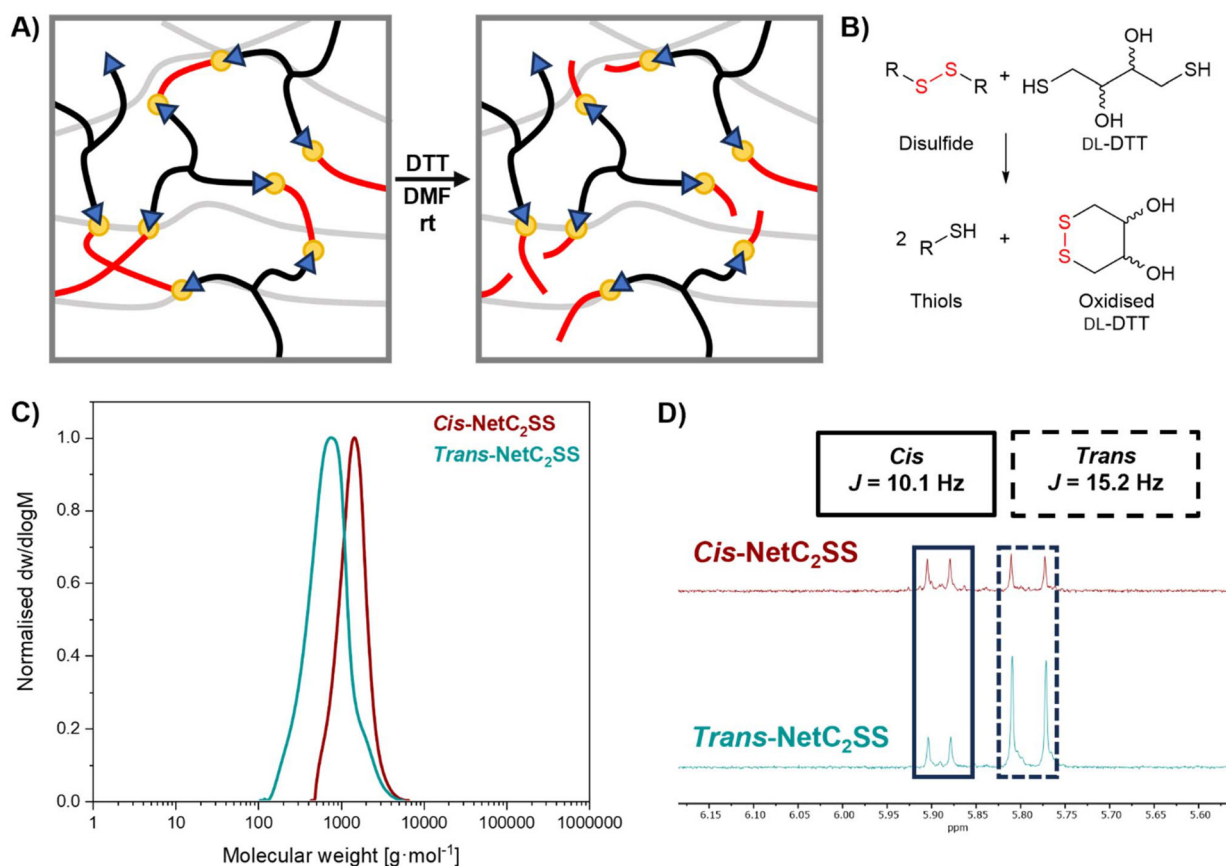 A)
DTT
DMF
rt
B)
R
S
S
R
+
HS
OH
OH
SH
Disulfide
DL-DTT
2
R
SH
+
S
S
OH
OH
Thiols
Oxidised
DL-DTT
C)
Normalised dw/dlogM
1.0
0.8
0.6
0.4
0.2
0.0
Cis-NetC₂SS
Trans-NetC₂SS
1 10 100 1000 10000 100000 1000000
Molecular weight [g·mol⁻¹]
D)
Cis
J = 10.1 Hz
Trans
J = 15.2 Hz
Cis-NetC₂SS
Trans-NetC₂SS
6.15 6.10 6.05 6.00 5.95 5.90 5.85 5.80 5.75 5.70 5.65 5.60
ppm